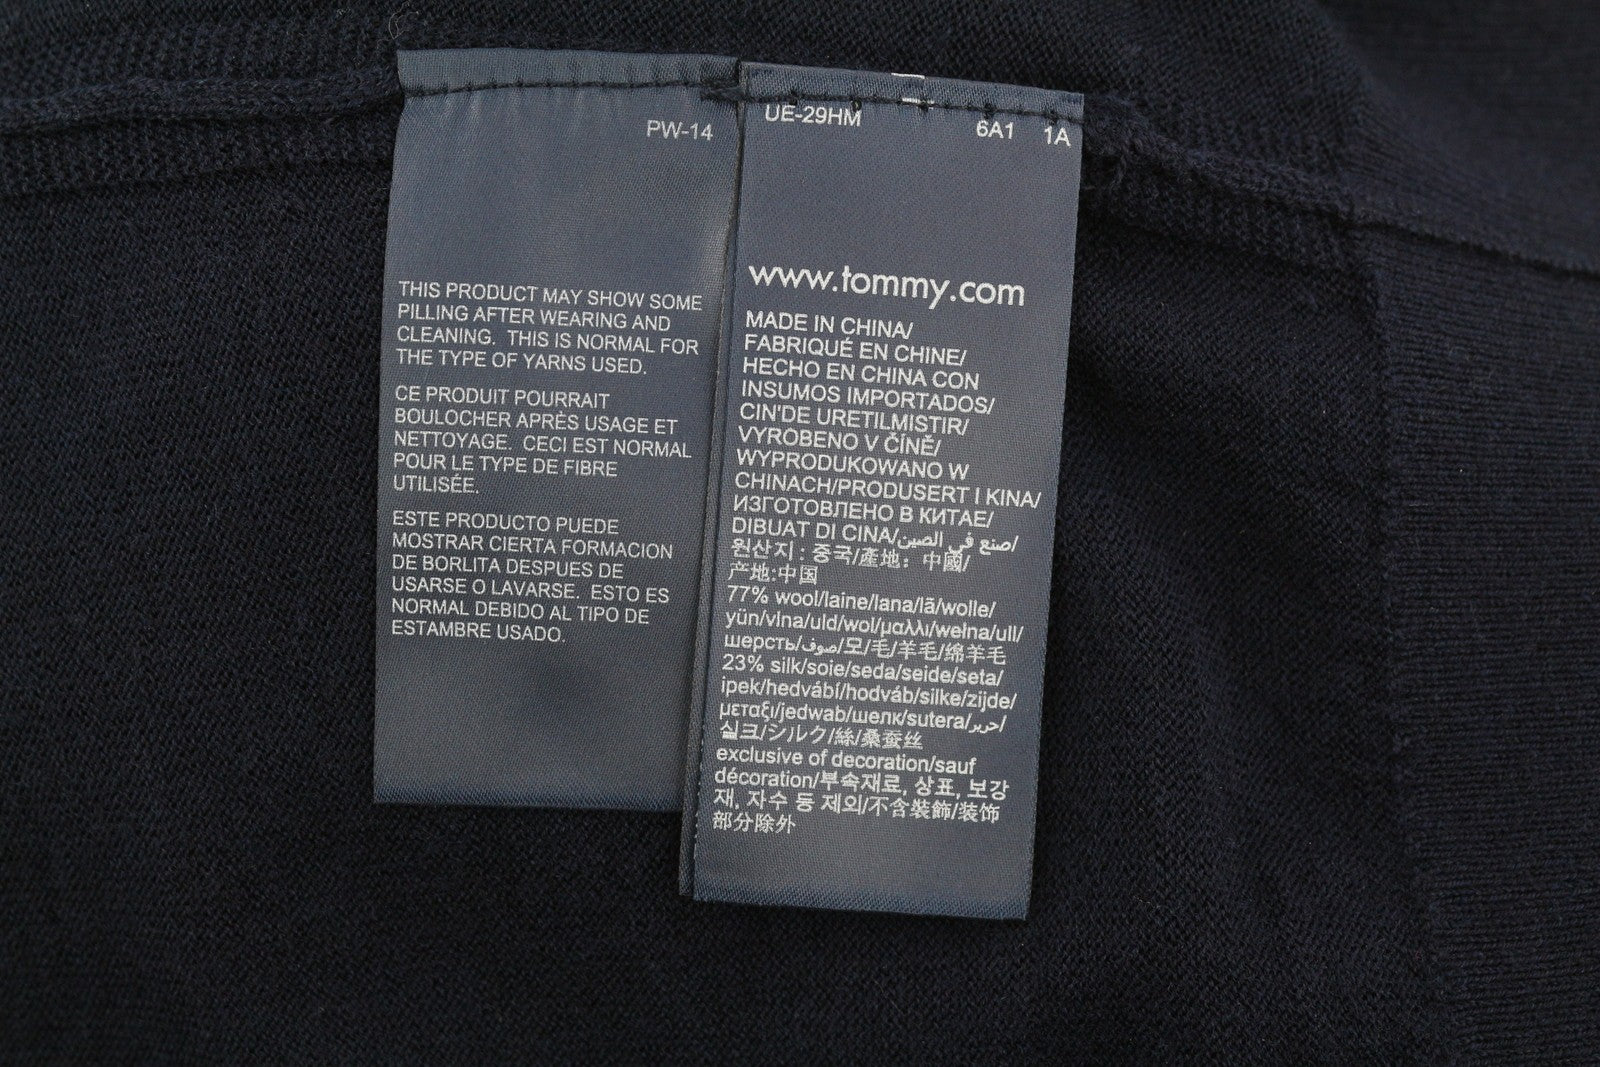 PW-14
THIS PRODUCT MAY SHOW SOME
PILLING AFTER WEARING AND
CLEANING. THIS IS NORMAL FOR
THE TYPE OF YARNS USED.
CE PRODUIT POURRAIT
BOULOCHER APRÈS USAGE ET
NETTOYAGE. CECI EST NORMAL
POUR LE TYPE DE FIBRE
UTILISÉE.
ESTE PRODUCTO PUEDE
MOSTRAR CIERTA FORMACION
DE BORLITA DESPUES DE
USARSE O LAVARSE. ESTO ES
NORMAL DEBIDO AL TIPO DE
ESTAMBRE USADO.
UE-29HM 6A1 1A
www.tommy.com
MADE IN CHINA/
FABRIQUÉ EN CHINE/
HECHO EN CHINA CON
INSUMOS IMPORTADOS/
CIN'DE URETILMISTIR/
VYROBENO V ČÍNĚ/
WYPRODUKOWANO W
CHINACH/PRODUSERT I KINA/
ИЗГОТОВЛЕНО В КИТАЕ/
DIBUAT DI CINA/صنع في الصين/
원산지 : 중국/產地：中國/
产地:中国
77% wool/laine/lana/lã/wolle/
yün/vlna/uld/wol/μαλλι/wełna/ull/
шерсть/صوف/모/毛/羊毛/绵羊毛
23% silk/soie/seda/seide/seta/
ipek/hedvábí/hodváb/silke/zijde/
μεταξι/jedwab/шелк/sutera/حرير/
실크/シルク/絲/桑蚕丝
exclusive of decoration/sauf
décoration/부속재료, 상표, 보강
재, 자수 등 제외/不含裝飾/装饰
部分除外